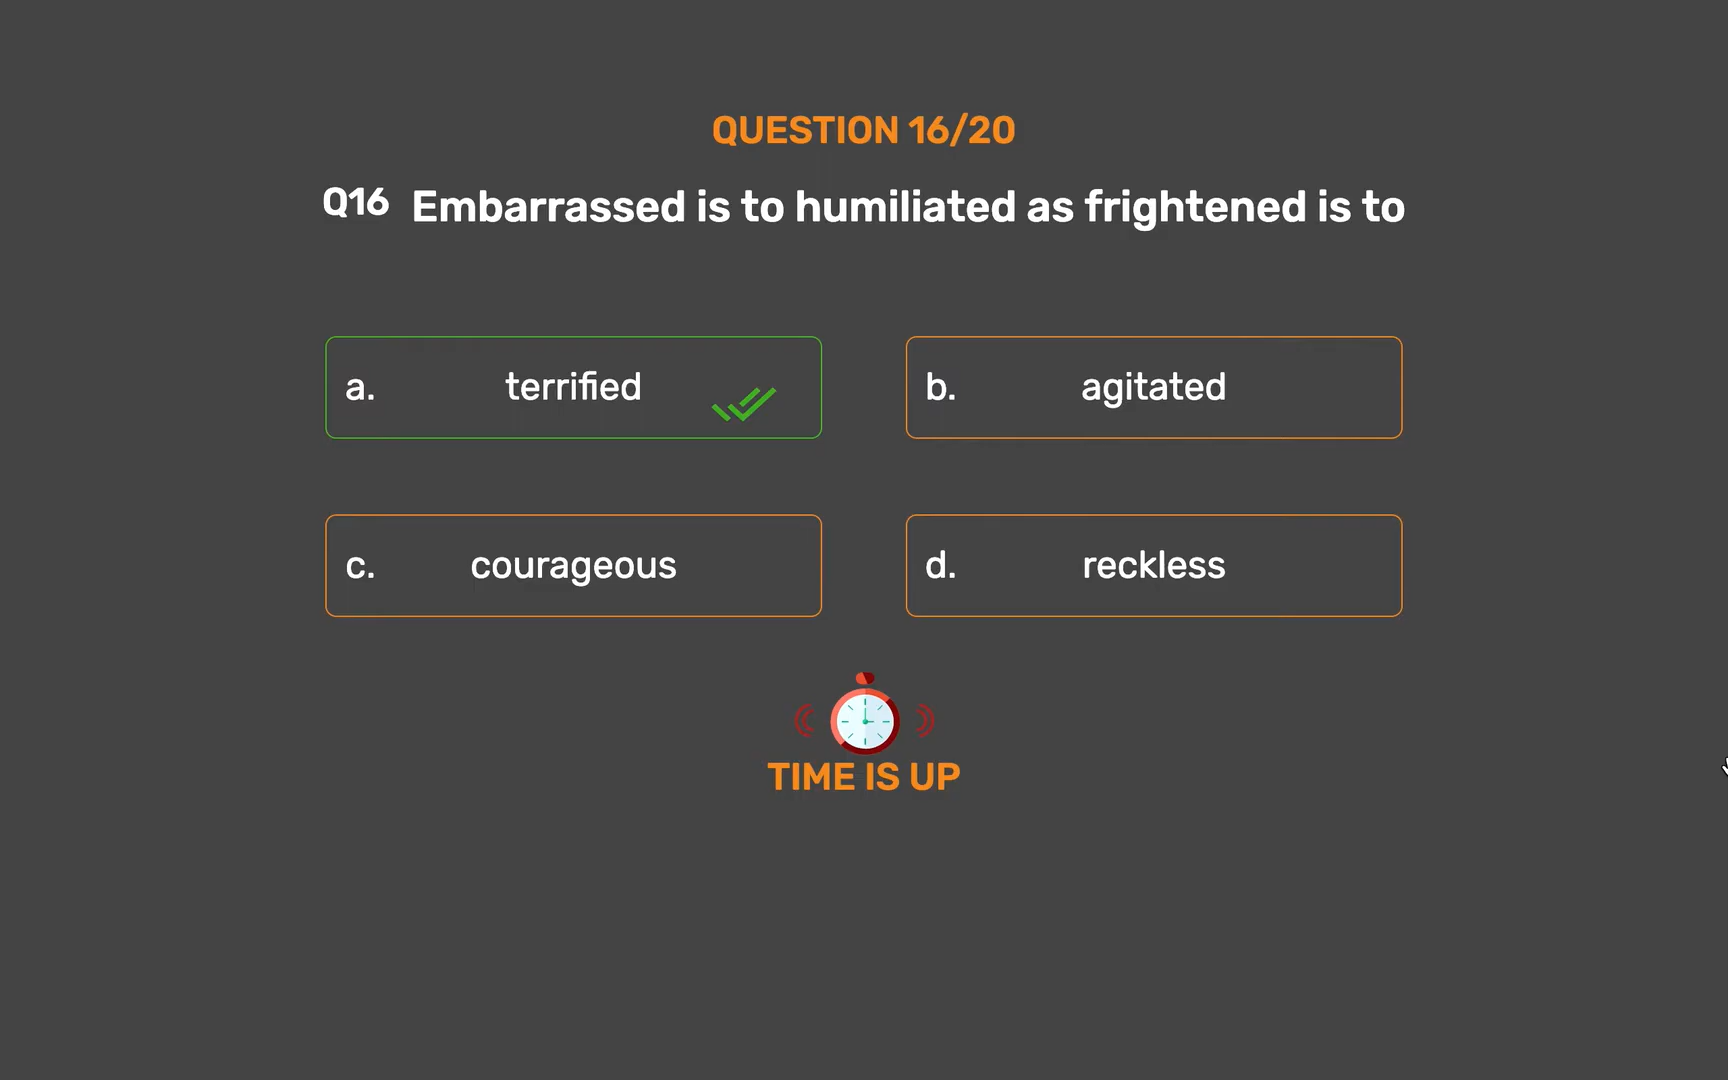 QUESTION 16/20
Q16 Embarrassed is to humiliated as frightened is to
a. terrified
b. agitated
c. courageous
d. reckless
TIME IS UP